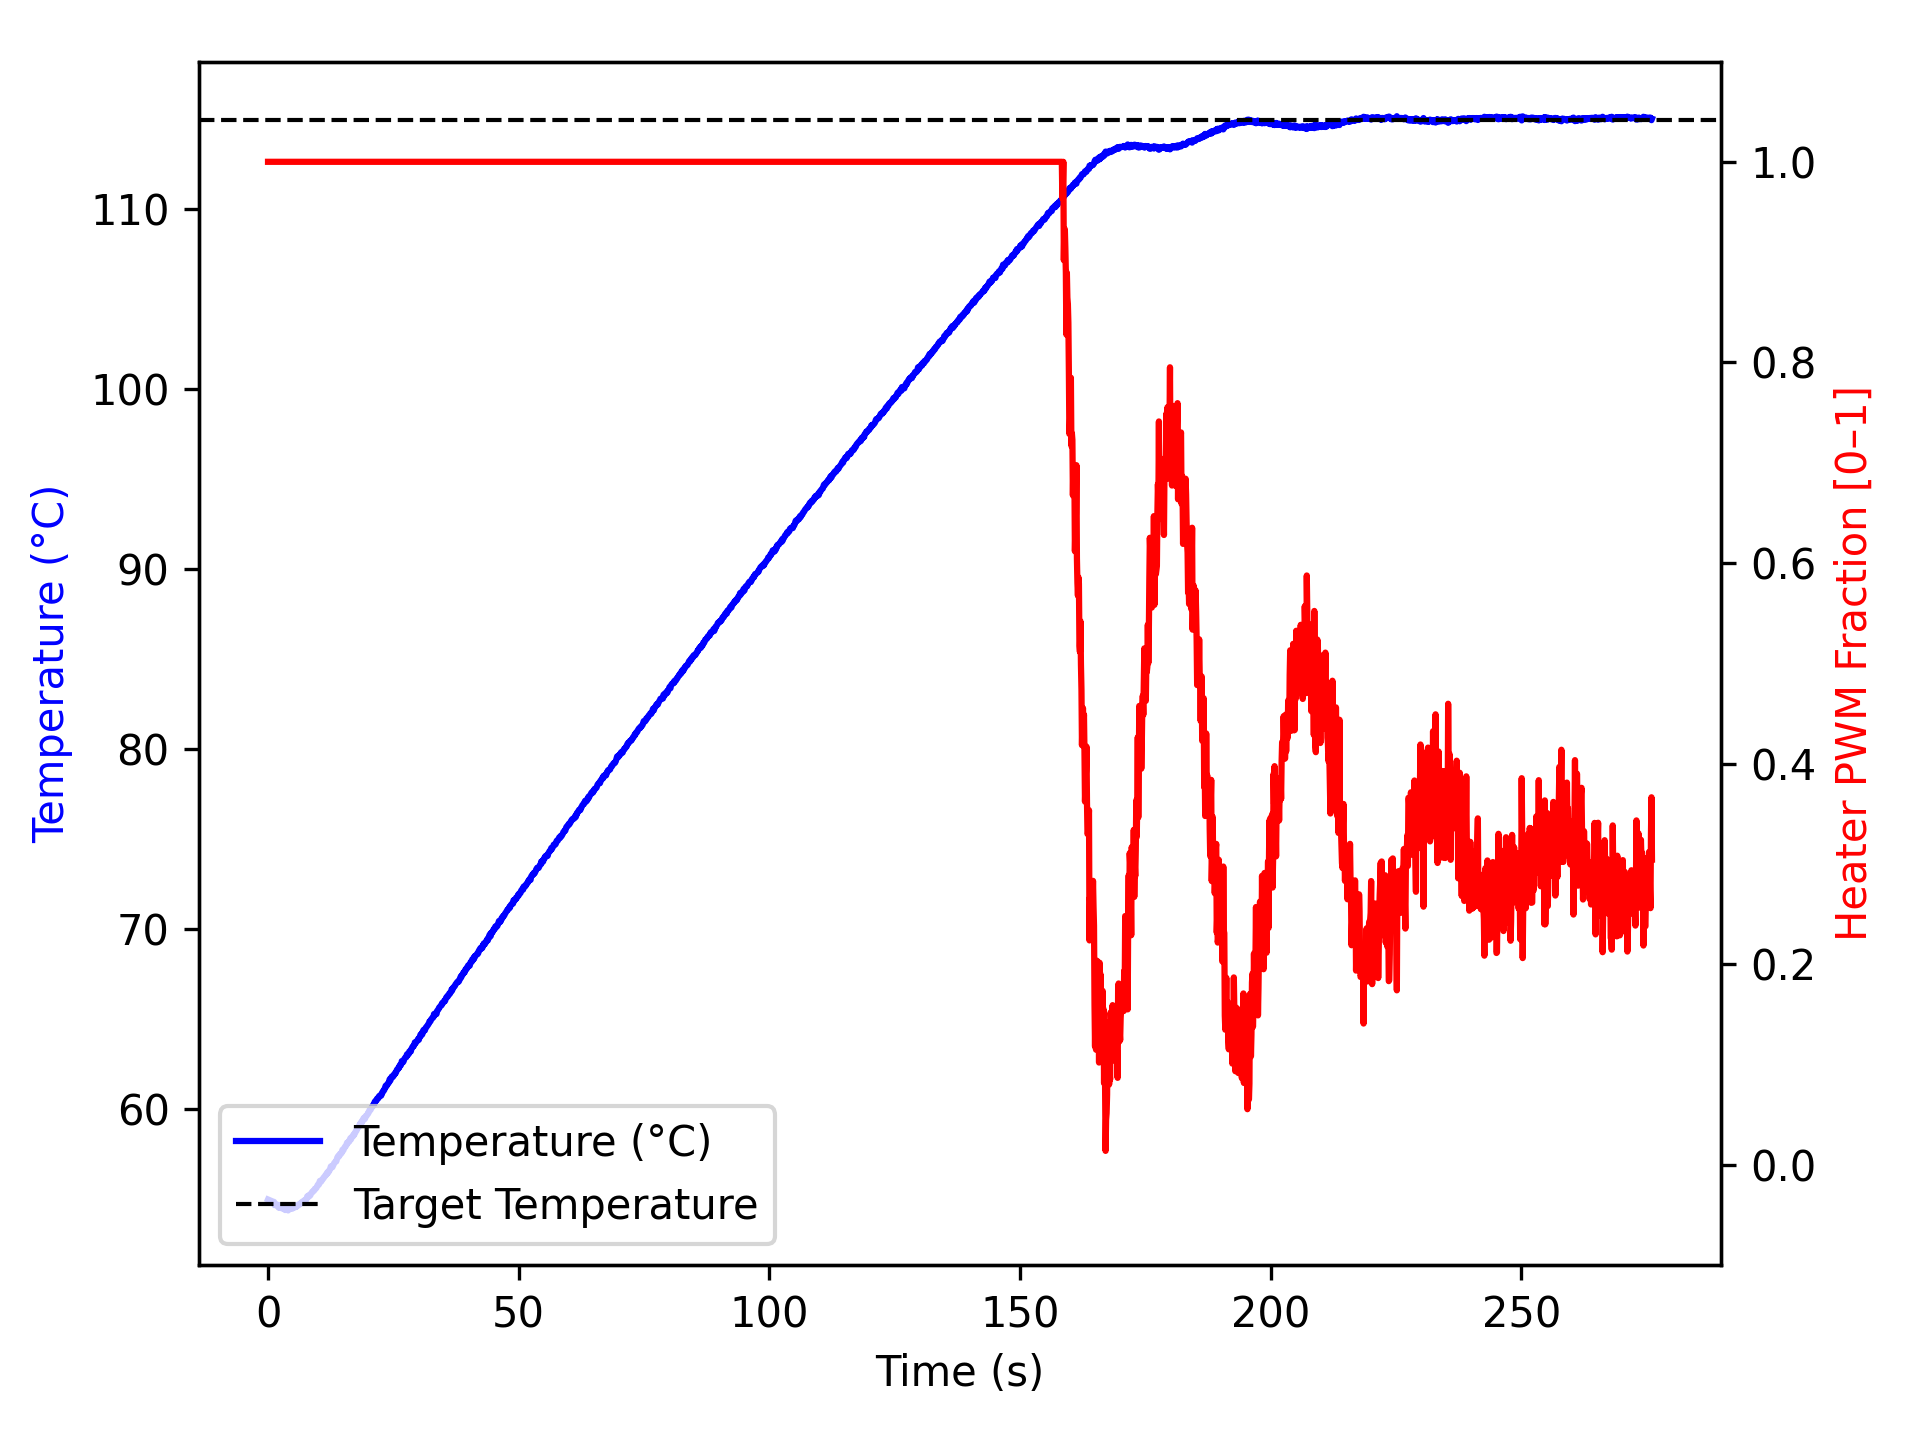 Temperature (°C)
110
100
90
80
70
60
1.0
0.8
0.6
0.4
0.2
0.0
Heater PWM Fraction [0–1]
Temperature (°C)
Target Temperature
0 50 100 150 200 250
Time (s)